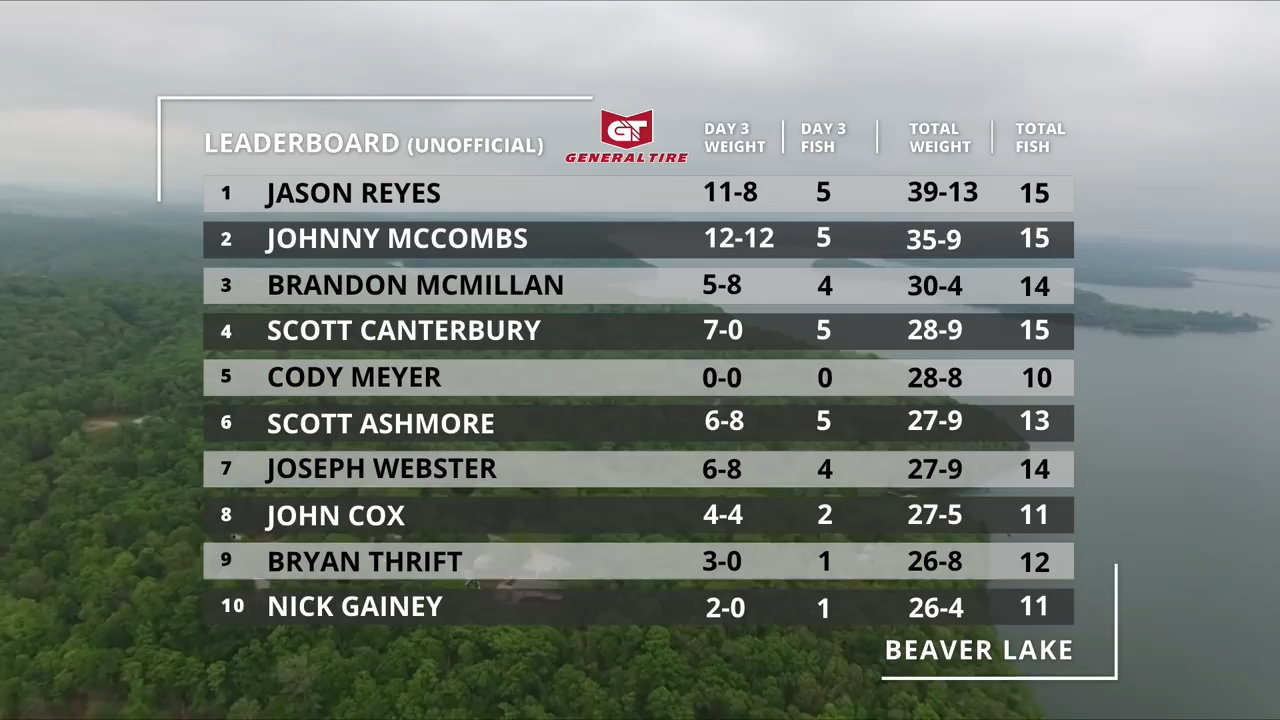 LEADERBOARD (UNOFFICIAL) GT GENERAL TIRE DAY 3 WEIGHT DAY 3 FISH TOTAL WEIGHT TOTAL FISH
1 JASON REYES 11-8 5 39-13 15
2 JOHNNY MCCOMBS 12-12 5 35-9 15
3 BRANDON MCMILLAN 5-8 4 30-4 14
4 SCOTT CANTERBURY 7-0 5 28-9 15
5 CODY MEYER 0-0 0 28-8 10
6 SCOTT ASHMORE 6-8 5 27-9 13
7 JOSEPH WEBSTER 6-8 4 27-9 14
8 JOHN COX 4-4 2 27-5 11
9 BRYAN THRIFT 3-0 1 26-8 12
10 NICK GAINEY 2-0 1 26-4 11
BEAVER LAKE